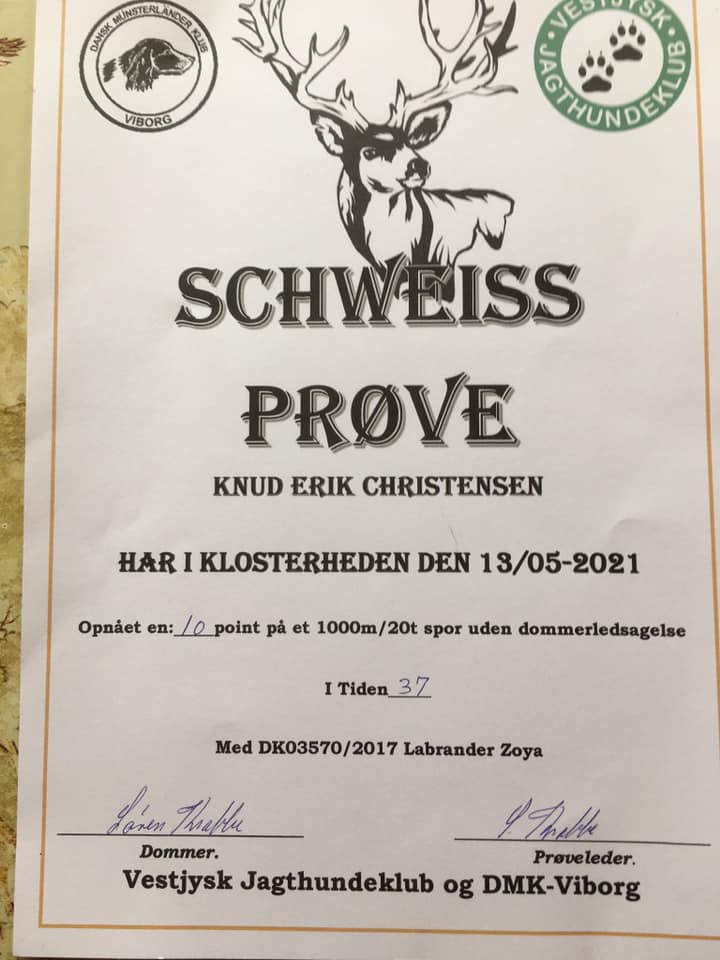 DANSK MÜNSTERLÄNDER KLUB
VIBORG
VESTJYSK
JAGTHUNDEKLUB
SCHWEISS
PRØVE
KNUD ERIK CHRISTENSEN
HAR I KLOSTERHEDEN DEN 13/05-2021
Opnået en: 10 point på et 1000m/20t spor uden dommerledsagelse
I Tiden 37
Med DK03570/2017 Labrander Zoya
Søren
Dommer.
Prøveleder.
Vestjysk Jagthundeklub og DMK-Viborg